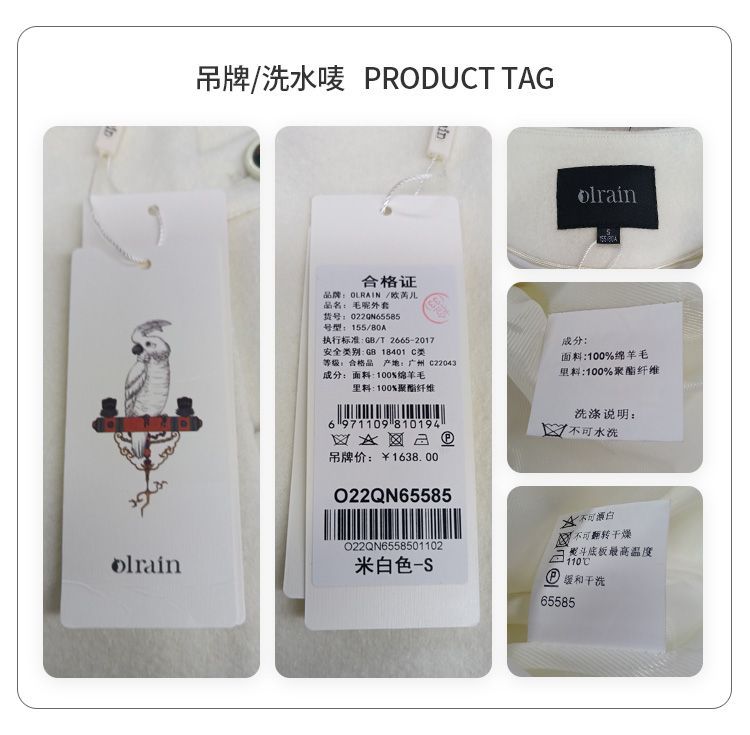 吊牌/洗水唛 PRODUCT TAG
olrain
合格证
品牌: OLRAIN /欧芮儿
品名: 毛呢外套
货号: O22QN65585
号型: 155/80A
执行标准:GB/T 2665-2017
安全类别:GB 18401 C类
等级: 合格品 产地:广州 C22043
成分: 面料:100%绵羊毛
里料:100%聚酯纤维
6 971109 810194
吊牌价: ¥1638.00
O22QN65585
O22QN6558501102
米白色-S
olrain
S
155/80A
成分:
面料:100%绵羊毛
里料:100%聚酯纤维
洗涤说明:
不可水洗
不可漂白
不可翻转干燥
熨斗底板最高温度
110℃
P 缓和干洗
65585